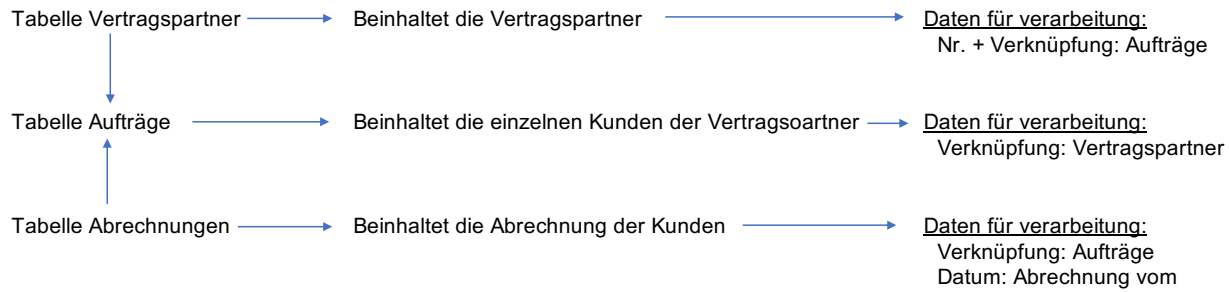 Tabelle Vertragspartner Beinhaltet die Vertragspartner Daten für verarbeitung:
Nr. + Verknüpfung: Aufträge
Tabelle Aufträge Beinhaltet die einzelnen Kunden der Vertragsoartner Daten für verarbeitung:
Verknüpfung: Vertragspartner
Tabelle Abrechnungen Beinhaltet die Abrechnung der Kunden Daten für verarbeitung:
Verknüpfung: Aufträge
Datum: Abrechnung vom